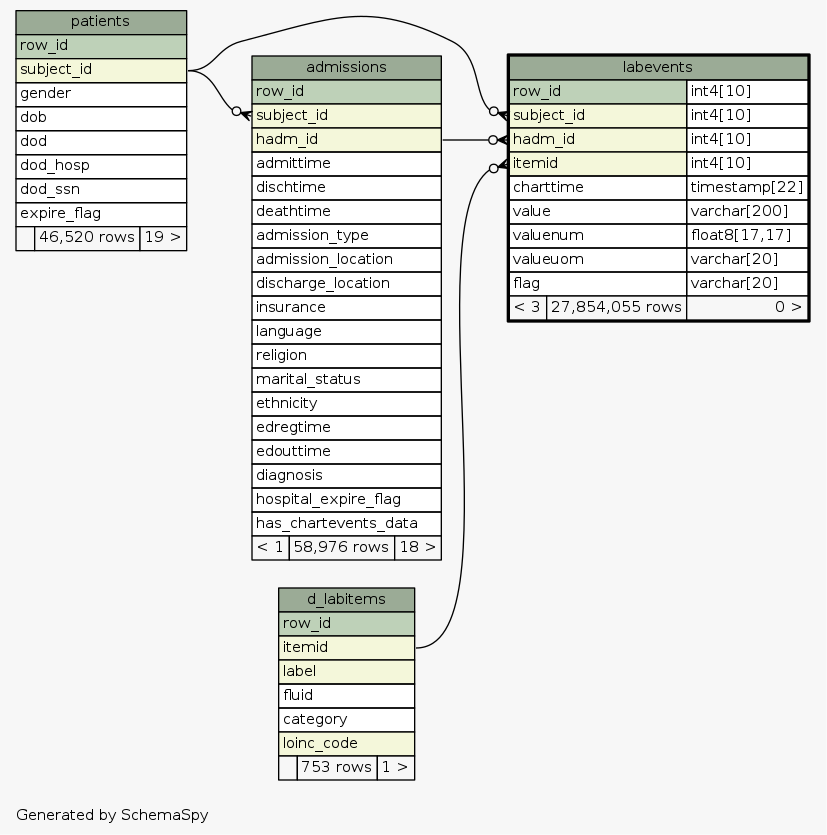 patients
row_id
subject_id
gender
dob
dod
dod_hosp
dod_ssn
expire_flag
46,520 rows 19 >
admissions
row_id
subject_id
hadm_id
admittime
dischtime
deathtime
admission_type
admission_location
discharge_location
insurance
language
religion
marital_status
ethnicity
edregtime
edouttime
diagnosis
hospital_expire_flag
has_chartevents_data
< 1 58,976 rows 18 >
labevents
row_id int4[10]
subject_id int4[10]
hadm_id int4[10]
itemid int4[10]
charttime timestamp[22]
value varchar[200]
valuenum float8[17,17]
valueuom varchar[20]
flag varchar[20]
< 3 27,854,055 rows 0 >
d_labitems
row_id
itemid
label
fluid
category
loinc_code
753 rows 1 >
Generated by SchemaSpy